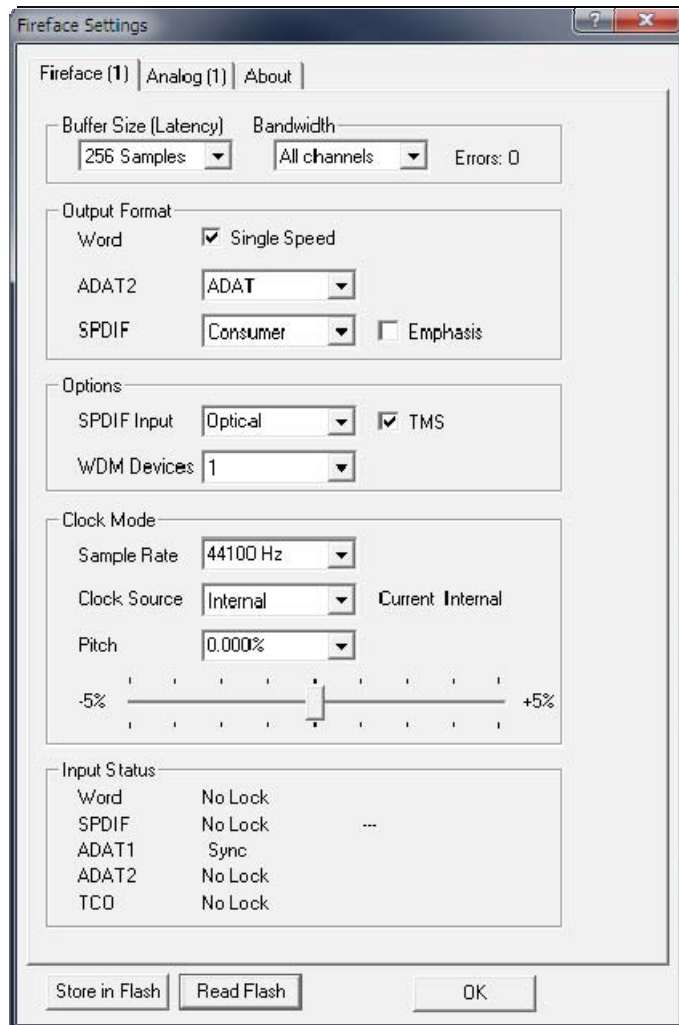 Fireface Settings
Fireface (1) Analog (1) About
Buffer Size (Latency) Bandwidth
256 Samples All channels Errors: 0
Output Format
Word Single Speed
ADAT2 ADAT
SPDIF Consumer Emphasis
Options
SPDIF Input Optical TMS
WDM Devices 1
Clock Mode
Sample Rate 44100 Hz
Clock Source Internal Current Internal
Pitch 0.000%
-5% +5%
Input Status
Word No Lock
SPDIF No Lock ---
ADAT1 Sync
ADAT2 No Lock
TCO No Lock
Store in Flash Read Flash OK